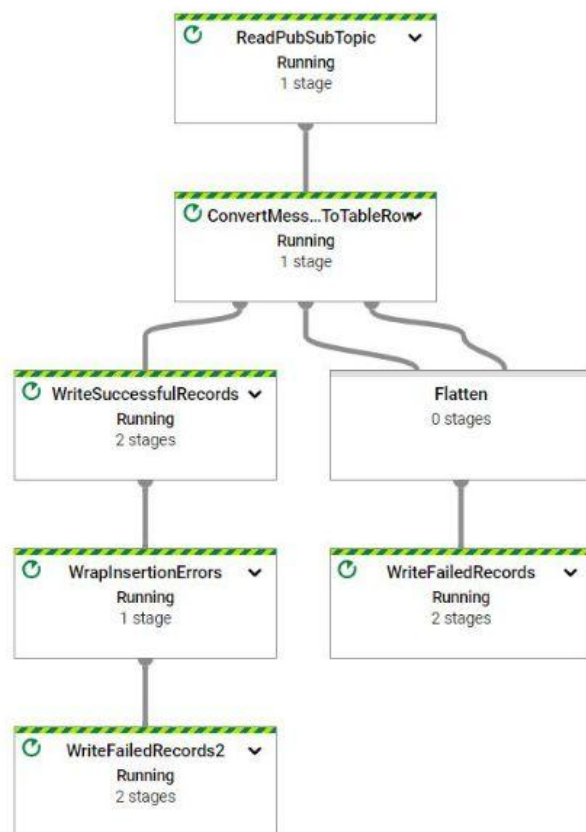 ReadPubSubTopic
Running
1 stage
ConvertMess...ToTableRow
Running
1 stage
WriteSuccessfulRecords
Running
2 stages
Flatten
0 stages
WrapInsertionErrors
Running
1 stage
WriteFailedRecords
Running
2 stages
WriteFailedRecords2
Running
2 stages